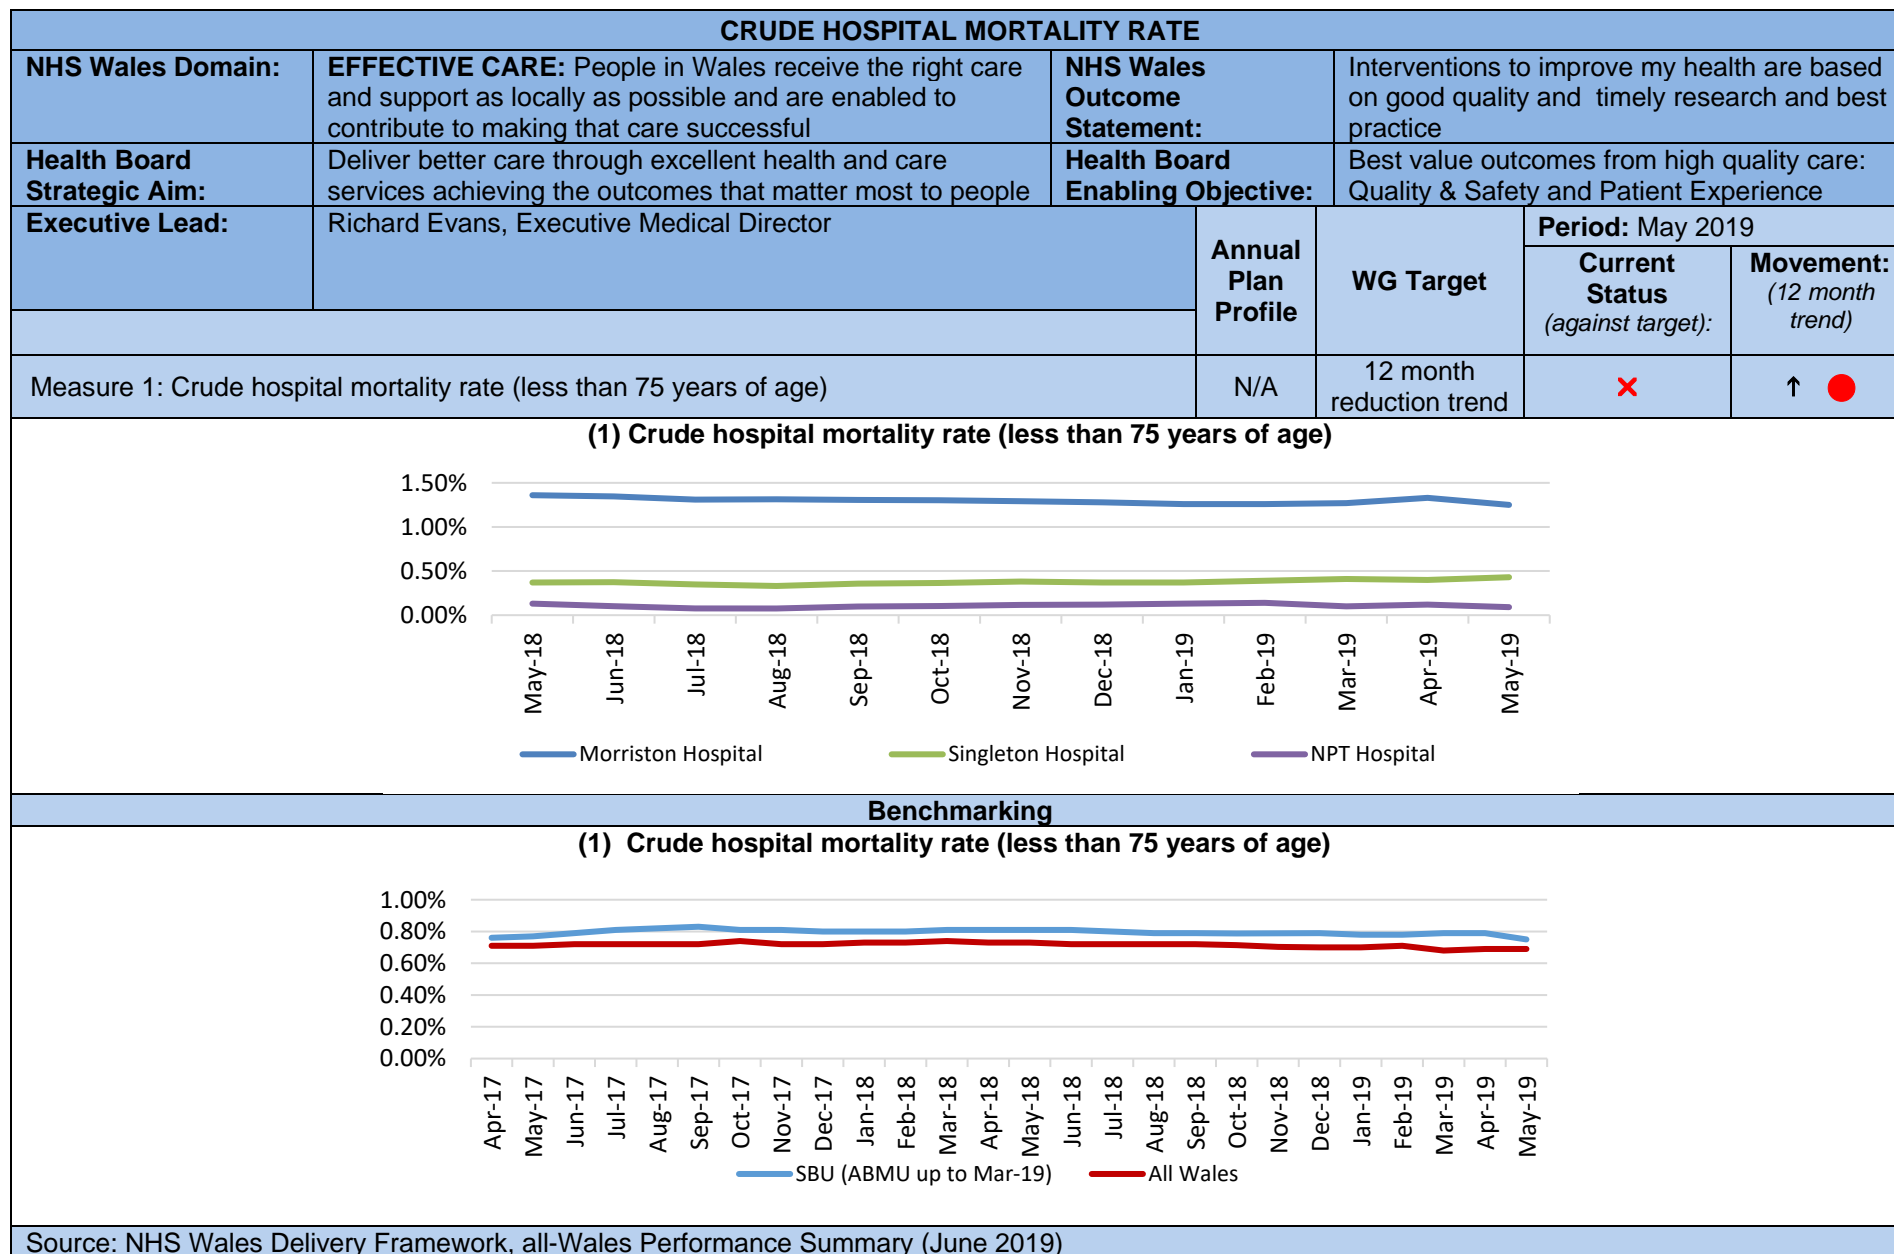 CRUDE HOSPITAL MORTALITY RATE
NHS Wales Domain:
EFFECTIVE CARE: People in Wales receive the right care
and support as locally as possible and are enabled to
contribute to making that care successful
NHS Wales
Outcome
Statement:
Interventions to improve my health are based
on good quality and timely research and best
practice
Health Board
Strategic Aim:
Deliver better care through excellent health and care
services achieving the outcomes that matter most to people
Health Board
Enabling Objective:
Best value outcomes from high quality care:
Quality & Safety and Patient Experience
Executive Lead:
Richard Evans, Executive Medical Director
Annual
Plan
Profile
WG Target
Period: May 2019
Current
Status
(against target):
Movement:
(12 month
trend)
Measure 1: Crude hospital mortality rate (less than 75 years of age)
N/A
12 month
reduction trend
(1) Crude hospital mortality rate (less than 75 years of age)
1.50%
1.00%
0.50%
0.00%
May-18
Jun-18
Jul-18
Aug-18
Sep-18
Oct-18
Nov-18
Dec-18
Jan-19
Feb-19
Mar-19
Apr-19
May-19
Morriston Hospital
Singleton Hospital
NPT Hospital
Benchmarking
(1) Crude hospital mortality rate (less than 75 years of age)
1.00%
0.80%
0.60%
0.40%
0.20%
0.00%
Apr-17
May-17
Jun-17
Jul-17
Aug-17
Sep-17
Oct-17
Nov-17
Dec-17
Jan-18
Feb-18
Mar-18
Apr-18
May-18
Jun-18
Jul-18
Aug-18
Sep-18
Oct-18
Nov-18
Dec-18
Jan-19
Feb-19
Mar-19
Apr-19
May-19
SBU (ABMU up to Mar-19)
All Wales
Source: NHS Wales Delivery Framework, all-Wales Performance Summary (June 2019)